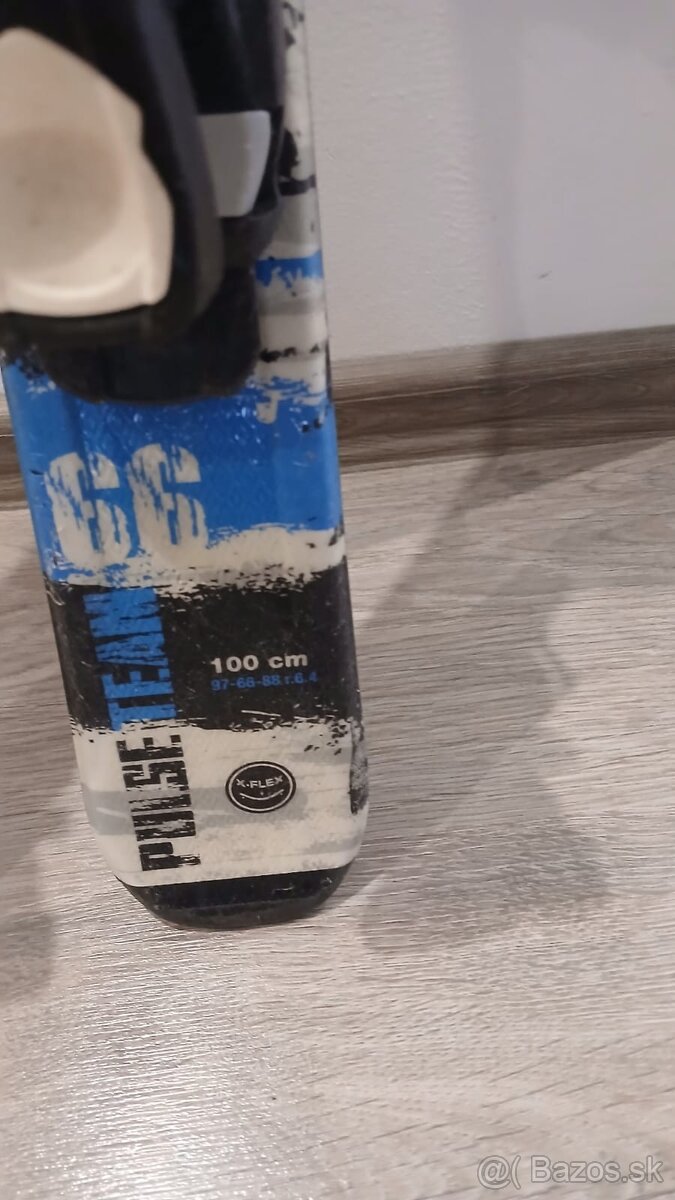 66
PULSE TEAM
100 cm
97-66-88 r.6.4
X-FLEX
@( Bazos.sk